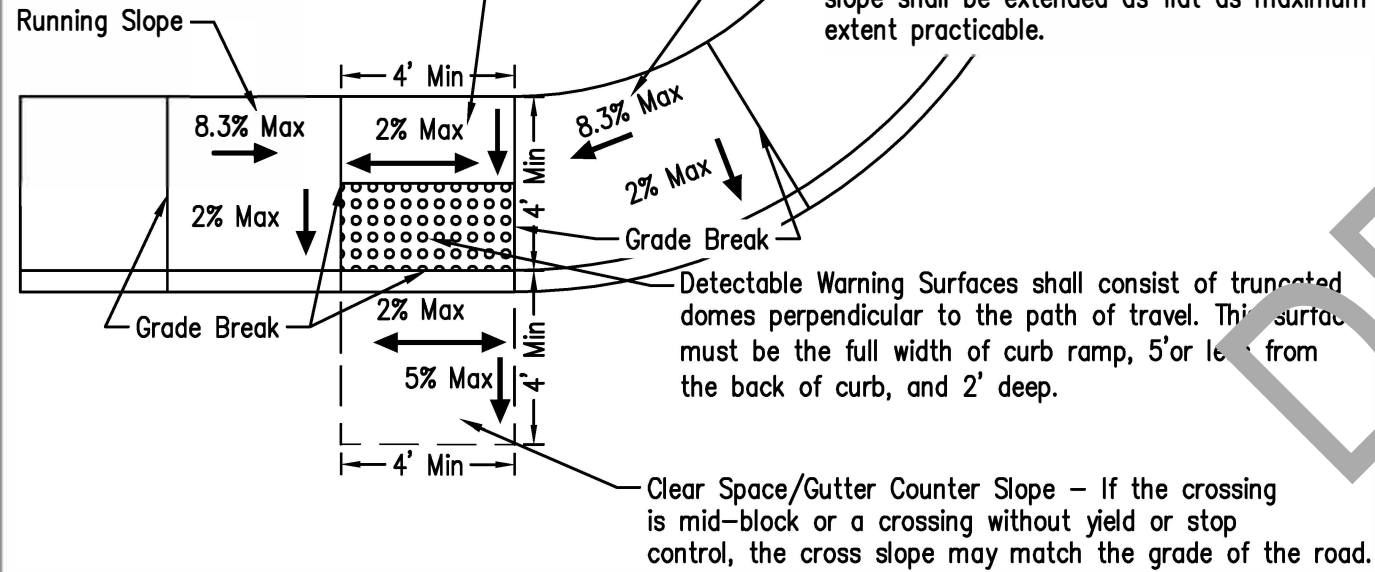 slope shall be extended as flat as maximum
extent practicable.
Running Slope
4' Min
8.3% Max
2% Max
8.3% Max
Min
2% Max
2% Max
4'
Grade Break
Detectable Warning Surfaces shall consist of truncated
domes perpendicular to the path of travel. This surface
must be the full width of curb ramp, 5'or less from
the back of curb, and 2' deep.
Grade Break
2% Max
Min
5% Max
4'
4' Min
Clear Space/Gutter Counter Slope – If the crossing
is mid-block or a crossing without yield or stop
control, the cross slope may match the grade of the road.